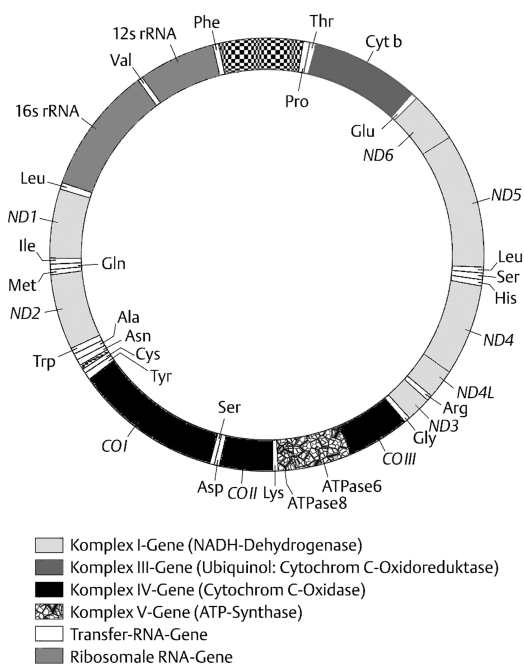 Phe
Thr
12s rRNA
Cyt b
Val
Pro
16s rRNA
Glu
ND6
Leu
ND5
ND1
Ile
Gln
Leu
Ser
Met
His
ND2
Ala
Asn
ND4
Trp
Cys
Tyr
ND4L
Arg
Ser
ND3
Gly
COI
COIII
Asp
COII
Lys
ATPase6
ATPase8
Komplex I-Gene (NADH-Dehydrogenase)
Komplex III-Gene (Ubiquinol: Cytochrom C-Oxidoreduktase)
Komplex IV-Gene (Cytochrom C-Oxidase)
Komplex V-Gene (ATP-Synthase)
Transfer-RNA-Gene
Ribosomale RNA-Gene